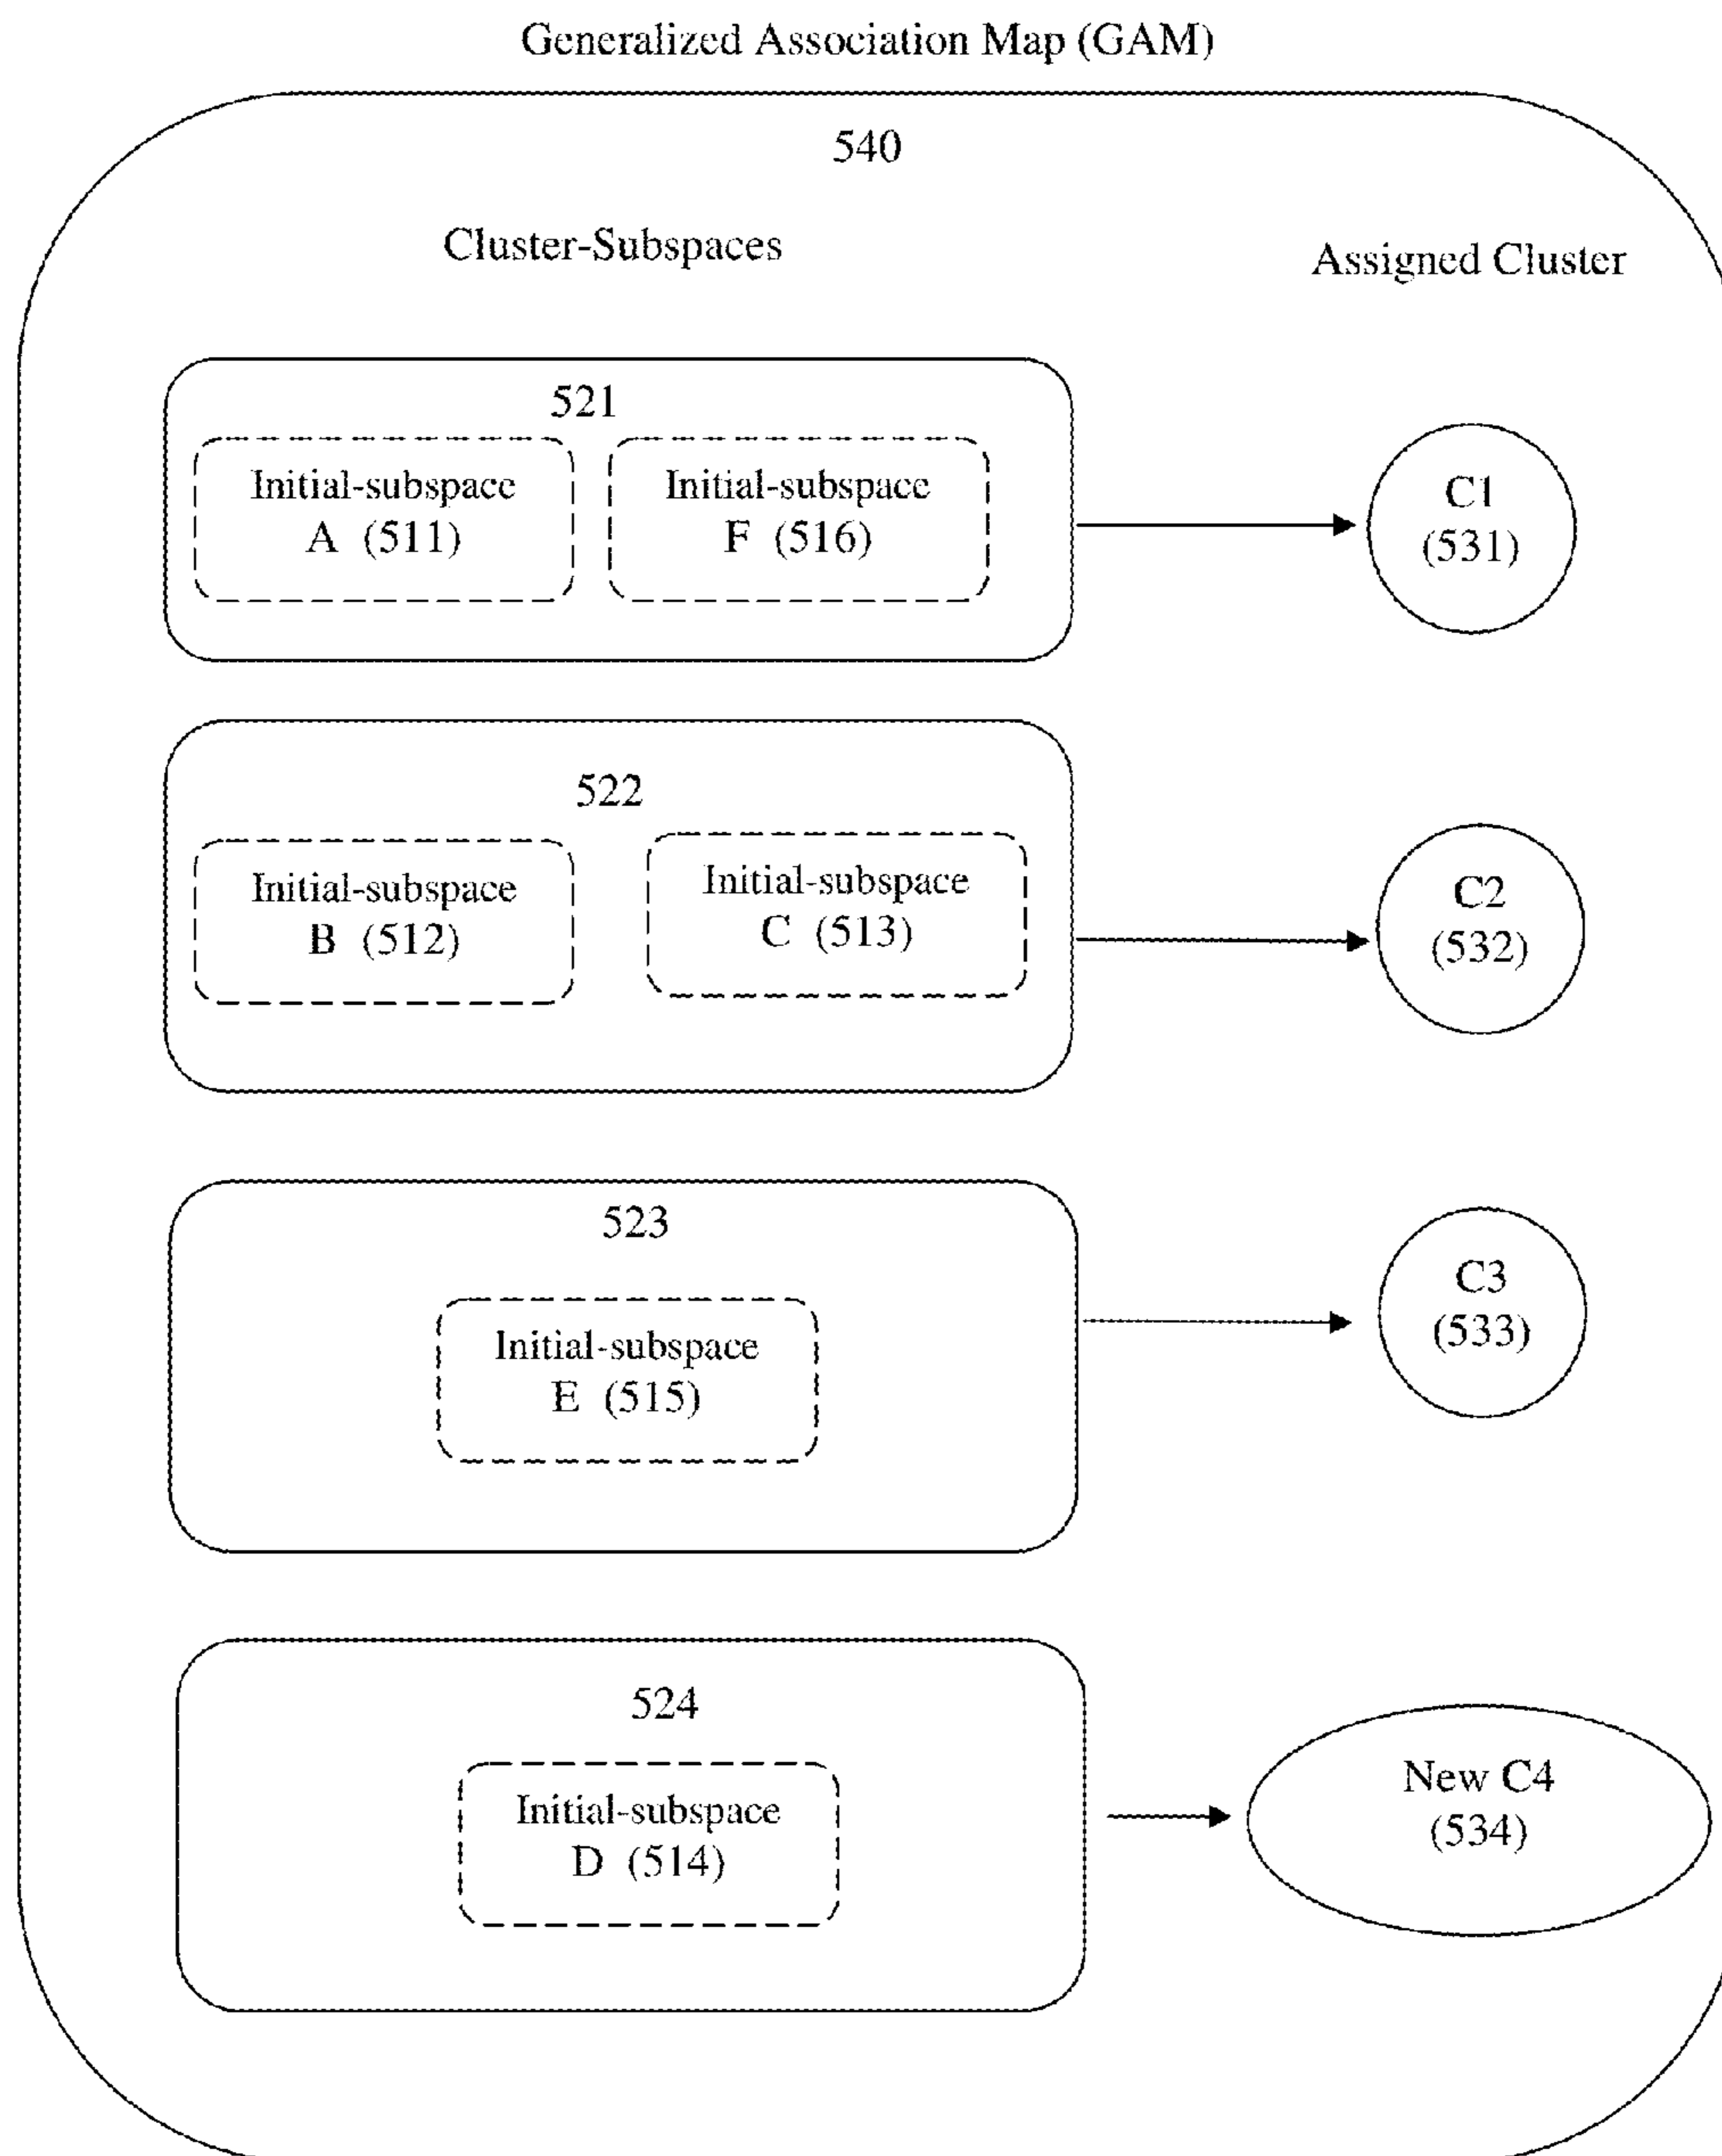 Generalized Association Map (GAM)
540
Cluster-Subspaces
Assigned Cluster
521
Initial-subspace
A (511)
Initial-subspace
F (516)
C1
(531)
522
Initial-subspace
B (512)
Initial-subspace
C (513)
C2
(532)
523
Initial-subspace
E (515)
C3
(533)
524
Initial-subspace
D (514)
New C4
(534)